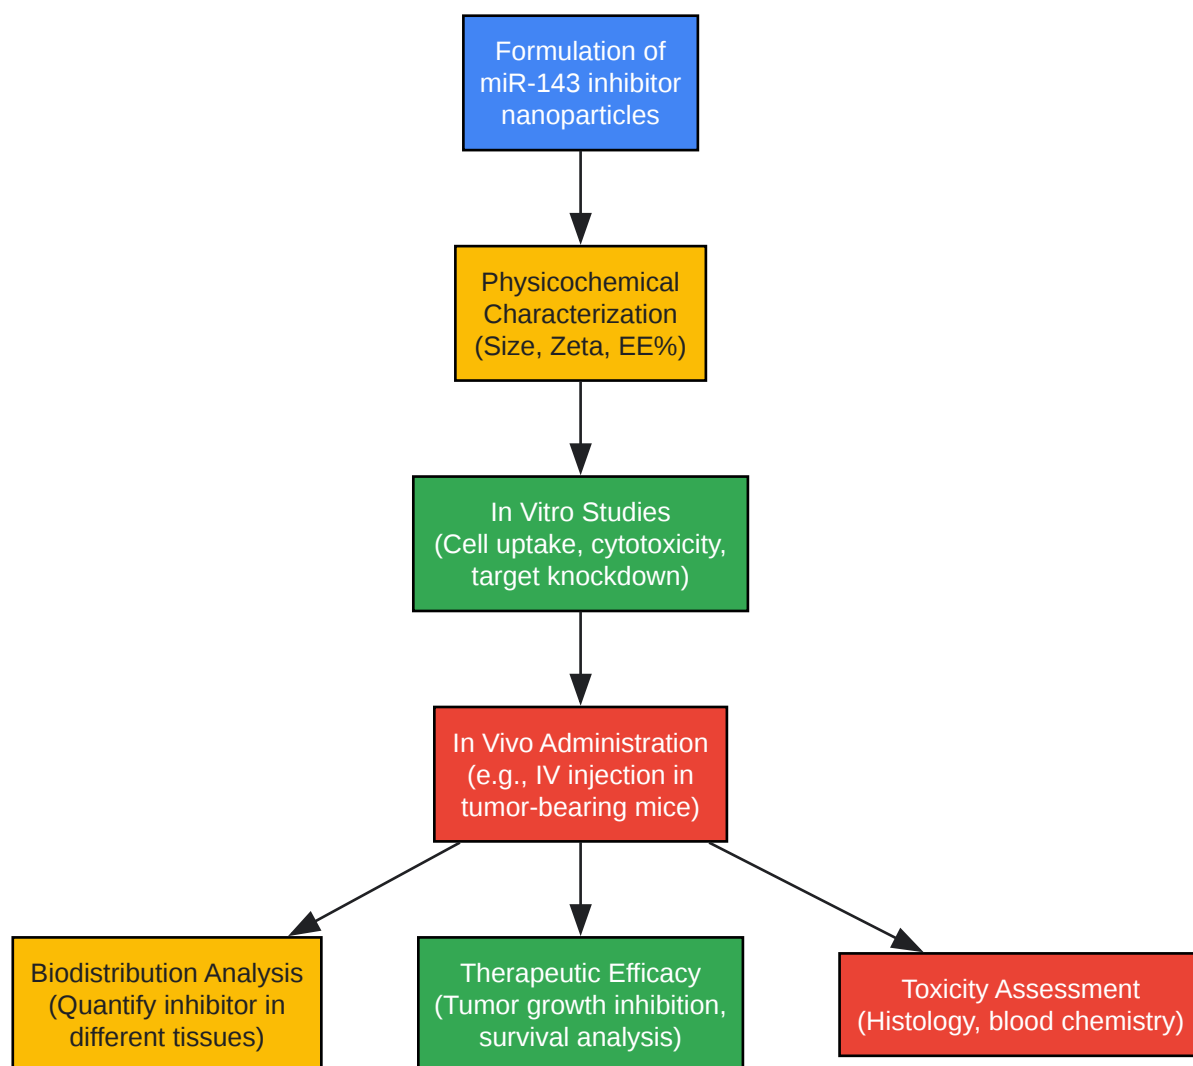 Formulation of
miR-143 inhibitor
nanoparticles
Physicochemical
Characterization
(Size, Zeta, EE%)
In Vitro Studies
(Cell uptake, cytotoxicity,
target knockdown)
In Vivo Administration
(e.g., IV injection in
tumor-bearing mice)
Biodistribution Analysis
(Quantify inhibitor in
different tissues)
Therapeutic Efficacy
(Tumor growth inhibition,
survival analysis)
Toxicity Assessment
(Histology, blood chemistry)